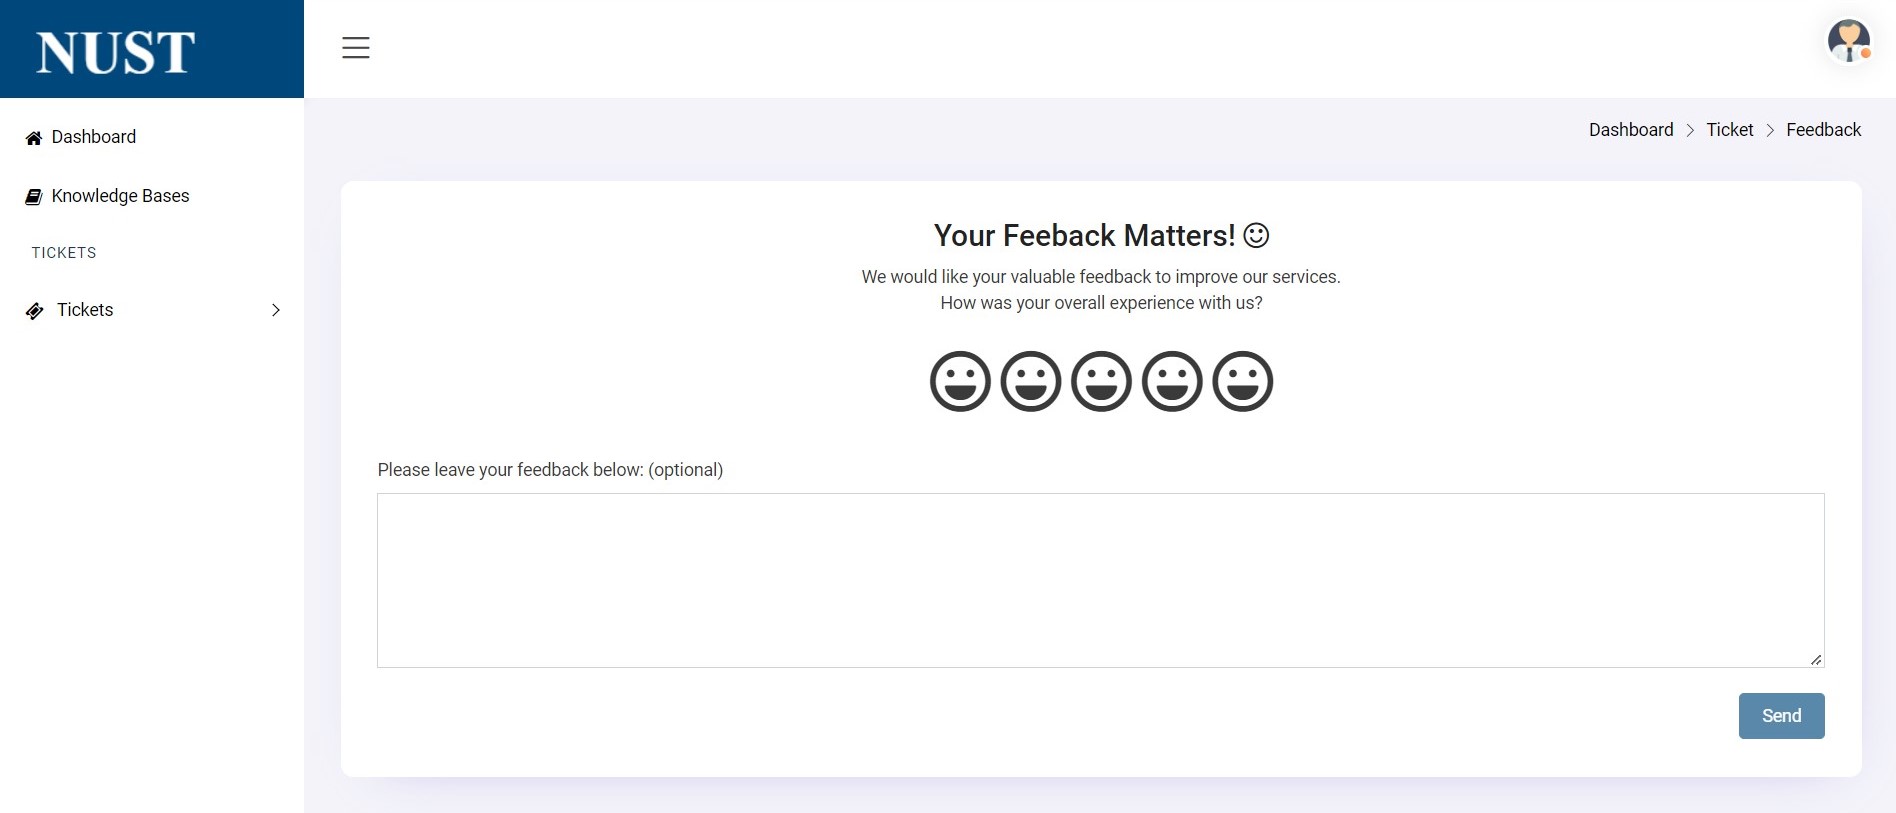 NUST
Dashboard
Knowledge Bases
TICKETS
Tickets
Dashboard > Ticket > Feedback
Your Feeback Matters!
We would like your valuable feedback to improve our services.
How was your overall experience with us?
Please leave your feedback below: (optional)
Send